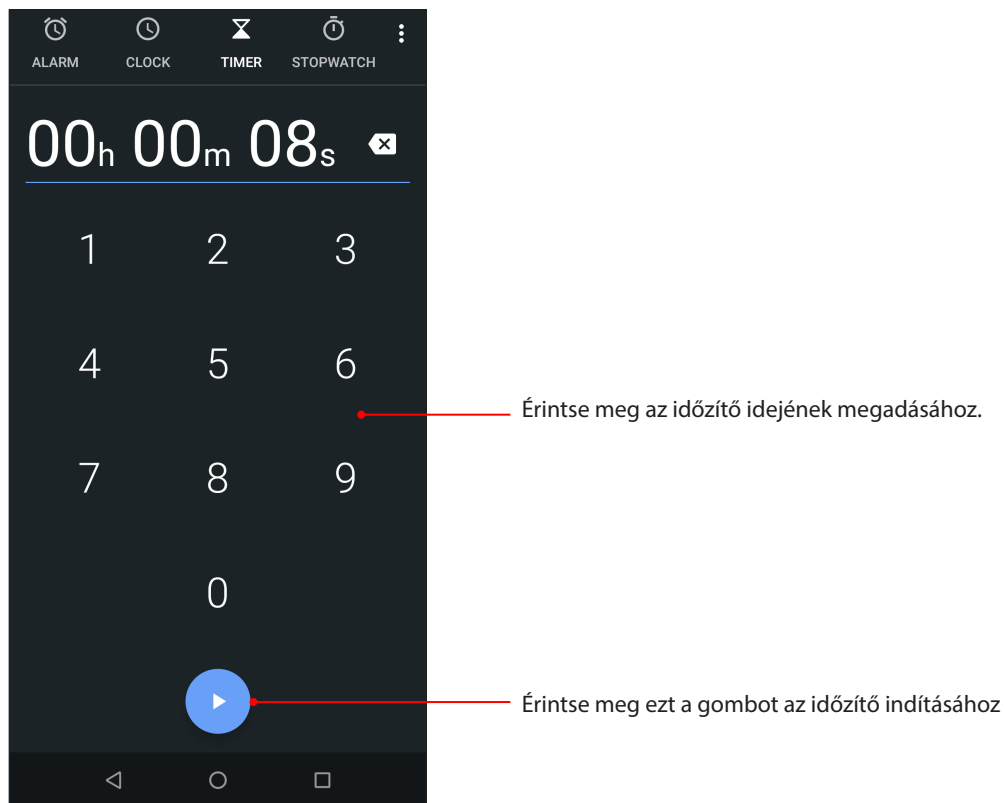 ALARM CLOCK TIMER STOPWATCH
00h 00m 08s
1 2 3
4 5 6
Érintse meg az időzítő idejének megadásához.
7 8 9
0
Érintse meg ezt a gombot az időzítő indításához